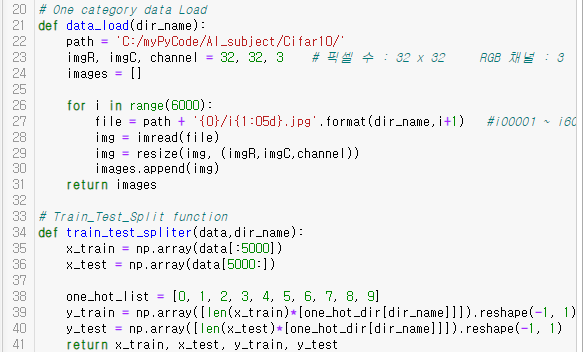 20 # One category data Load
21 def data_load(dir_name):
22 path = 'C:/myPyCode/AI_subject/Cifar10/'
23 imgR, imgC, channel = 32, 32, 3 # 픽셀 수 : 32 x 32 RGB 채널 : 3
24 images = []
25
26 for i in range(6000):
27 file = path + '{0}/i{1:05d}.jpg'.format(dir_name,i+1) #i00001 ~ i60
28 img = imread(file)
29 img = resize(img, (imgR,imgC,channel))
30 images.append(img)
31 return images
32
33 # Train_Test_Split function
34 def train_test_spliter(data,dir_name):
35 x_train = np.array(data[:5000])
36 x_test = np.array(data[5000:])
37
38 one_hot_list = [0, 1, 2, 3, 4, 5, 6, 7, 8, 9]
39 y_train = np.array([len(x_train)*[one_hot_dir[dir_name]]]).reshape(-1, 1)
40 y_test = np.array([len(x_test)*[one_hot_dir[dir_name]]]).reshape(-1, 1)
41 return x_train, x_test, y_train, y_test